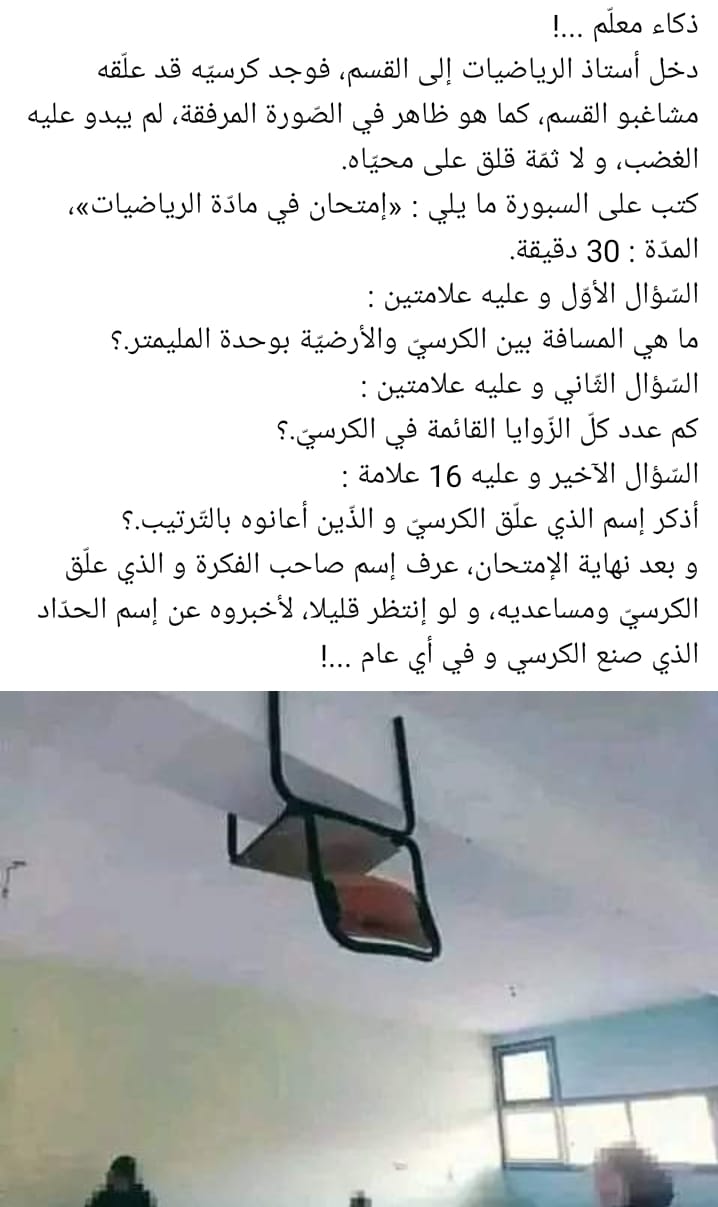 ذكاء معلّم ...!
دخل أستاذ الرياضيات إلى القسم، فوجد كرسيّه قد علّقه
مشاغبو القسم، كما هو ظاهر في الصّورة المرفقة، لم يبدو عليه
الغضب، و لا ثمّة قلق على محيّاه.
كتب على السبورة ما يلي : «إمتحان في مادّة الرياضيات»،
المدّة : 30 دقيقة.
السّؤال الأوّل و عليه علامتين :
ما هي المسافة بين الكرسيّ والأرضيّة بوحدة المليمتر.؟
السّؤال الثّاني و عليه علامتين :
كم عدد كلّ الزّوايا القائمة في الكرسيّ.؟
السّؤال الآخير و عليه 16 علامة :
أذكر إسم الذي علّق الكرسيّ و الذّين أعانوه بالتّرتيب.؟
و بعد نهاية الإمتحان، عرف إسم صاحب الفكرة و الذي علّق
الكرسيّ ومساعديه، و لو إنتظر قليلا، لأخبروه عن إسم الحدّاد
الذي صنع الكرسي و في أي عام ...!